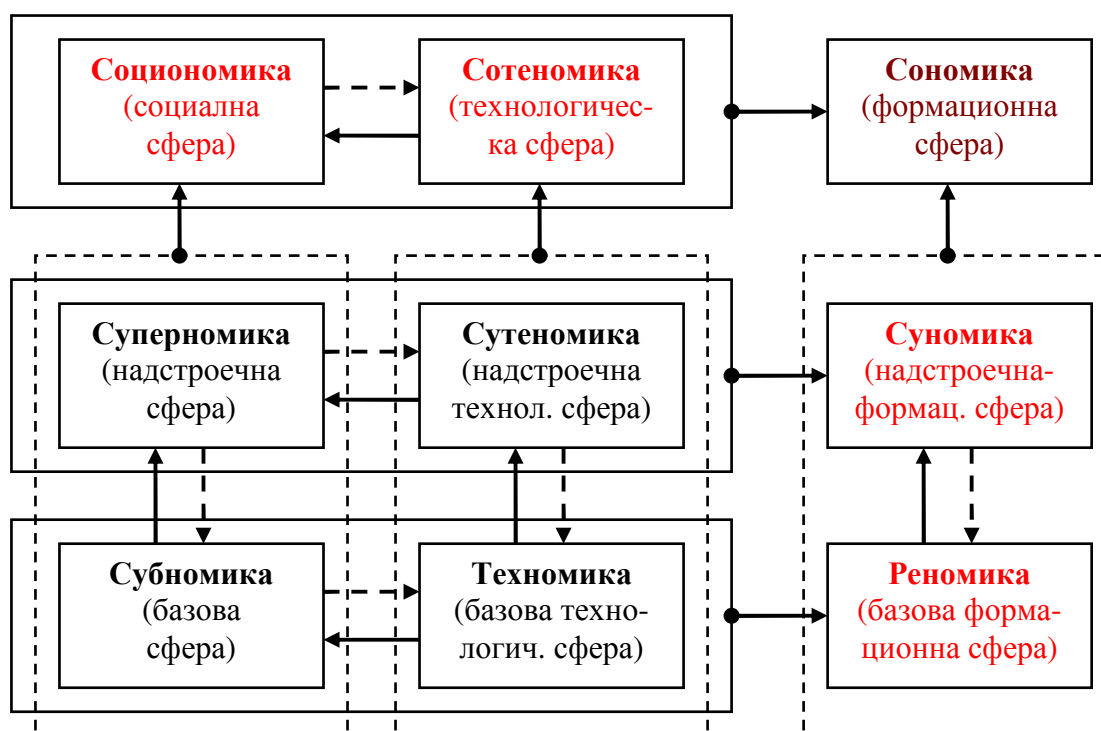 Социономика
(социална
сфера)
Сотеномика
(технологичес-
ка сфера)
Сономика
(формационна
сфера)
Суперномика
(надстроечна
сфера)
Сутеномика
(надстроечна
технол. сфера)
Суномика
(надстроечна-
формац. сфера)
Субномика
(базова
сфера)
Техномика
(базова техно-
логич. сфера)
Реномика
(базова форма-
ционна сфера)